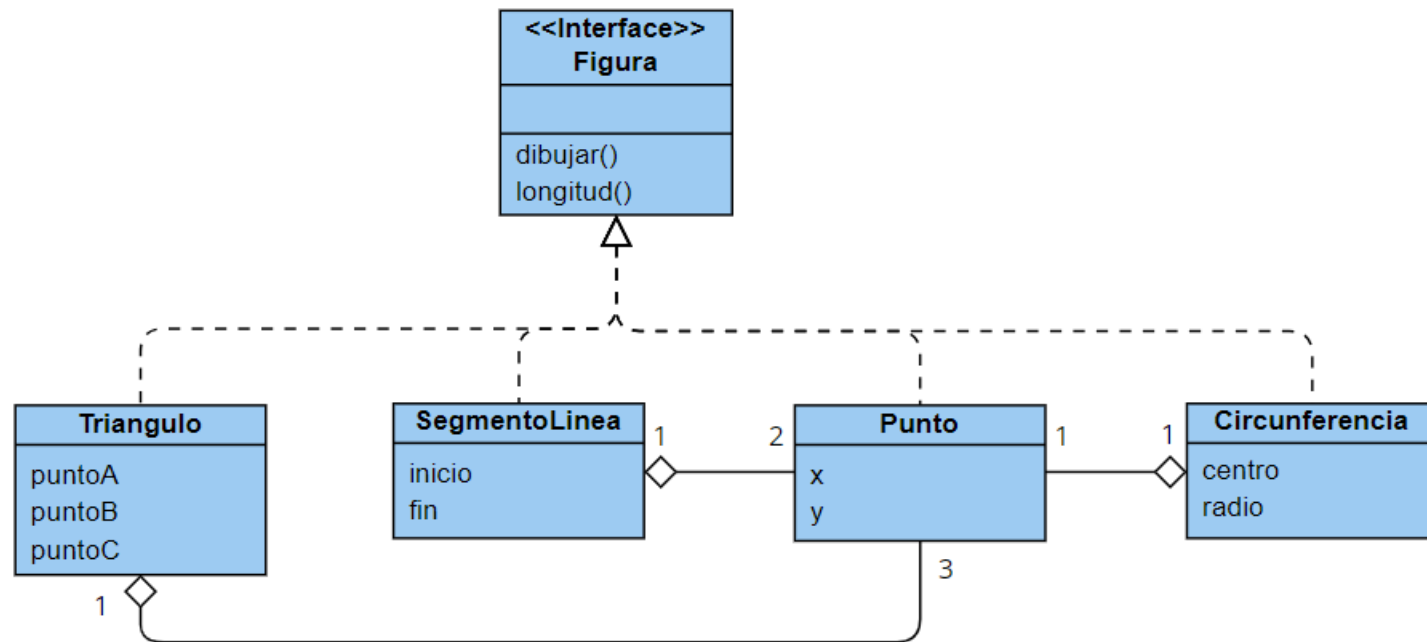 <<Interface>>
Figura
dibujar()
longitud()
Triangulo
puntoA
puntoB
puntoC
1
SegmentoLinea
inicio
fin
1
2
Punto
x
y
3
1
1
Circunferencia
centro
radio